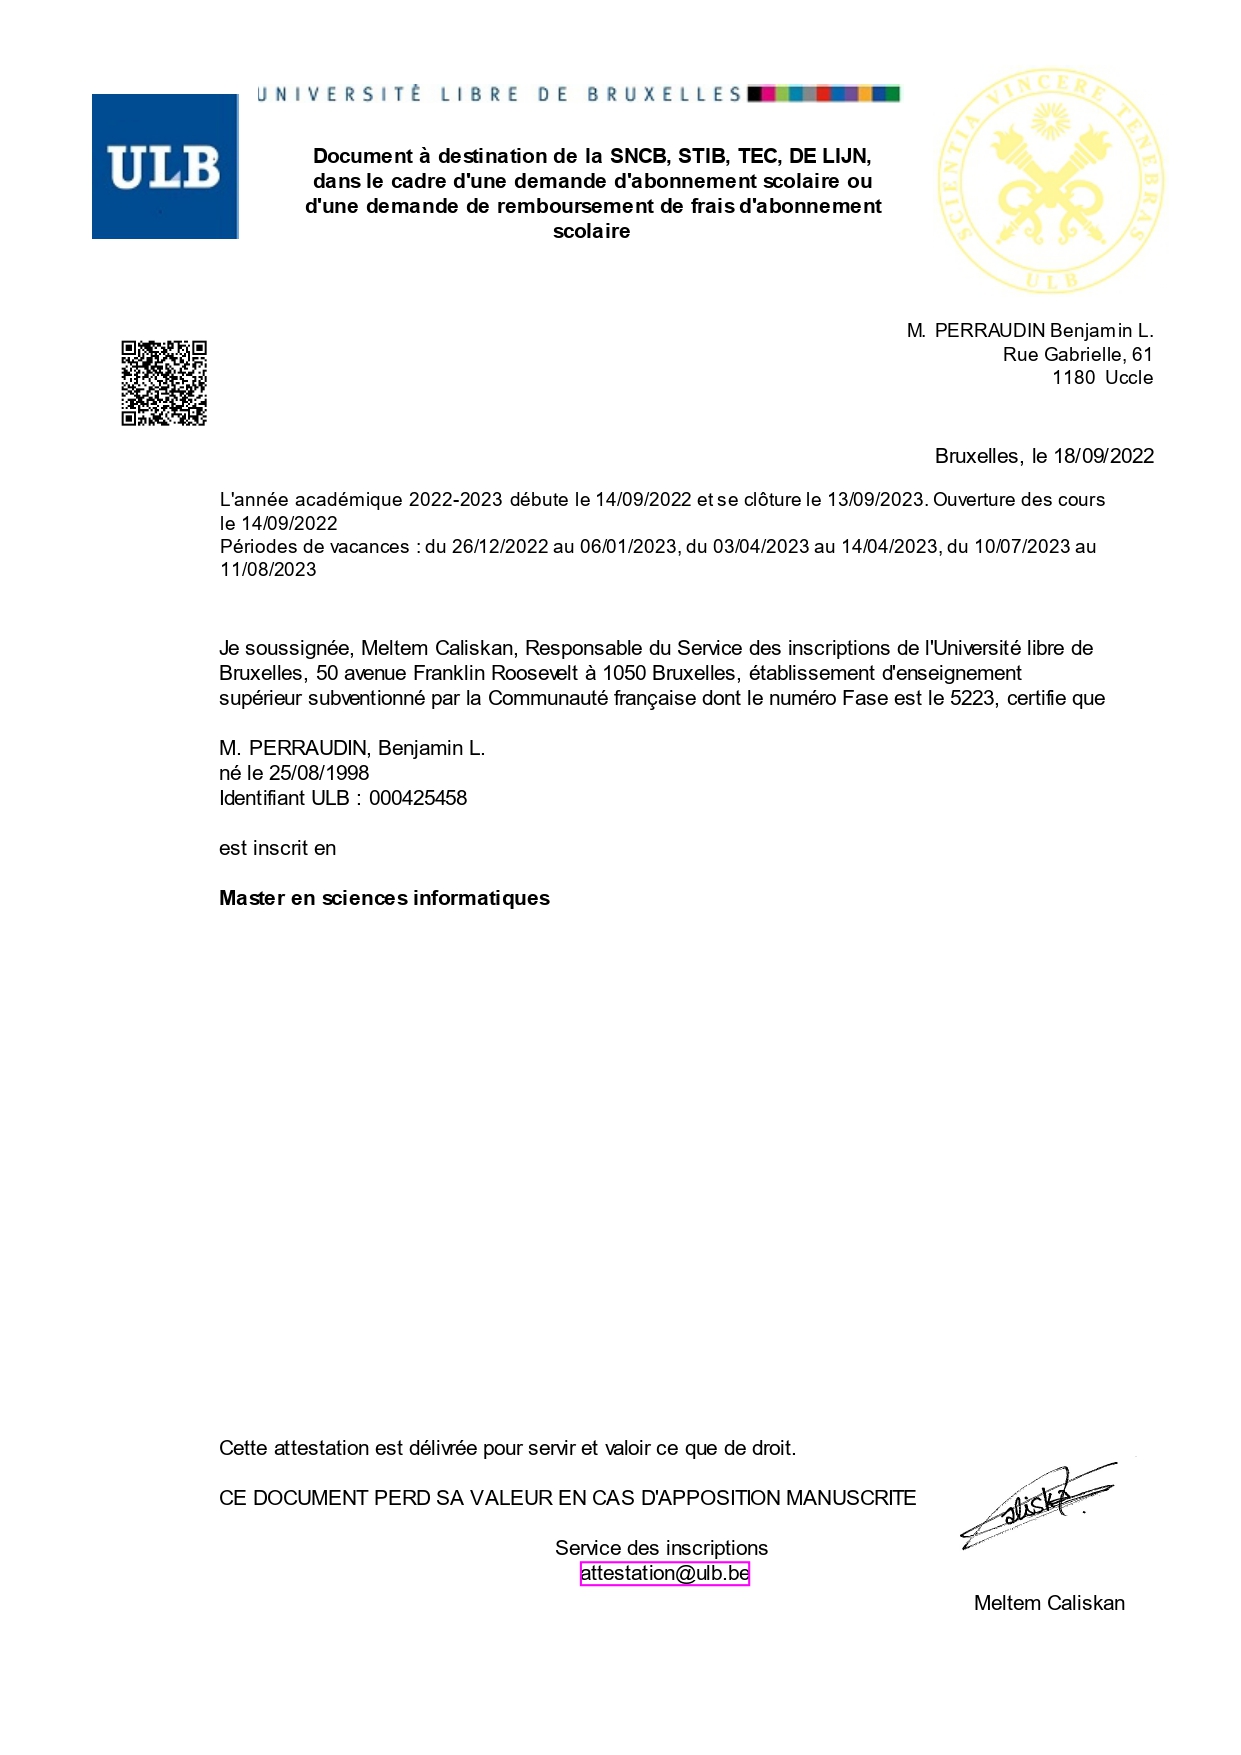 UNIVERSITÉ LIBRE DE BRUXELLES
ULB
Document à destination de la SNCB, STIB, TEC, DE LIJN,
dans le cadre d'une demande d'abonnement scolaire ou
d'une demande de remboursement de frais d'abonnement
scolaire
SCIENTIA VINCERE TENEBRAS
ULB
M. PERRAUDIN Benjamin L.
Rue Gabrielle, 61
1180 Uccle
Bruxelles, le 18/09/2022
L'année académique 2022-2023 débute le 14/09/2022 et se clôture le 13/09/2023. Ouverture des cours
le 14/09/2022
Périodes de vacances : du 26/12/2022 au 06/01/2023, du 03/04/2023 au 14/04/2023, du 10/07/2023 au
11/08/2023
Je soussignée, Meltem Caliskan, Responsable du Service des inscriptions de l'Université libre de
Bruxelles, 50 avenue Franklin Roosevelt à 1050 Bruxelles, établissement d'enseignement
supérieur subventionné par la Communauté française dont le numéro Fase est le 5223, certifie que
M. PERRAUDIN, Benjamin L.
né le 25/08/1998
Identifiant ULB : 000425458
est inscrit en
Master en sciences informatiques
Cette attestation est délivrée pour servir et valoir ce que de droit.
CE DOCUMENT PERD SA VALEUR EN CAS D'APPOSITION MANUSCRITE
Service des inscriptions
attestation@ulb.be
Meltem Caliskan